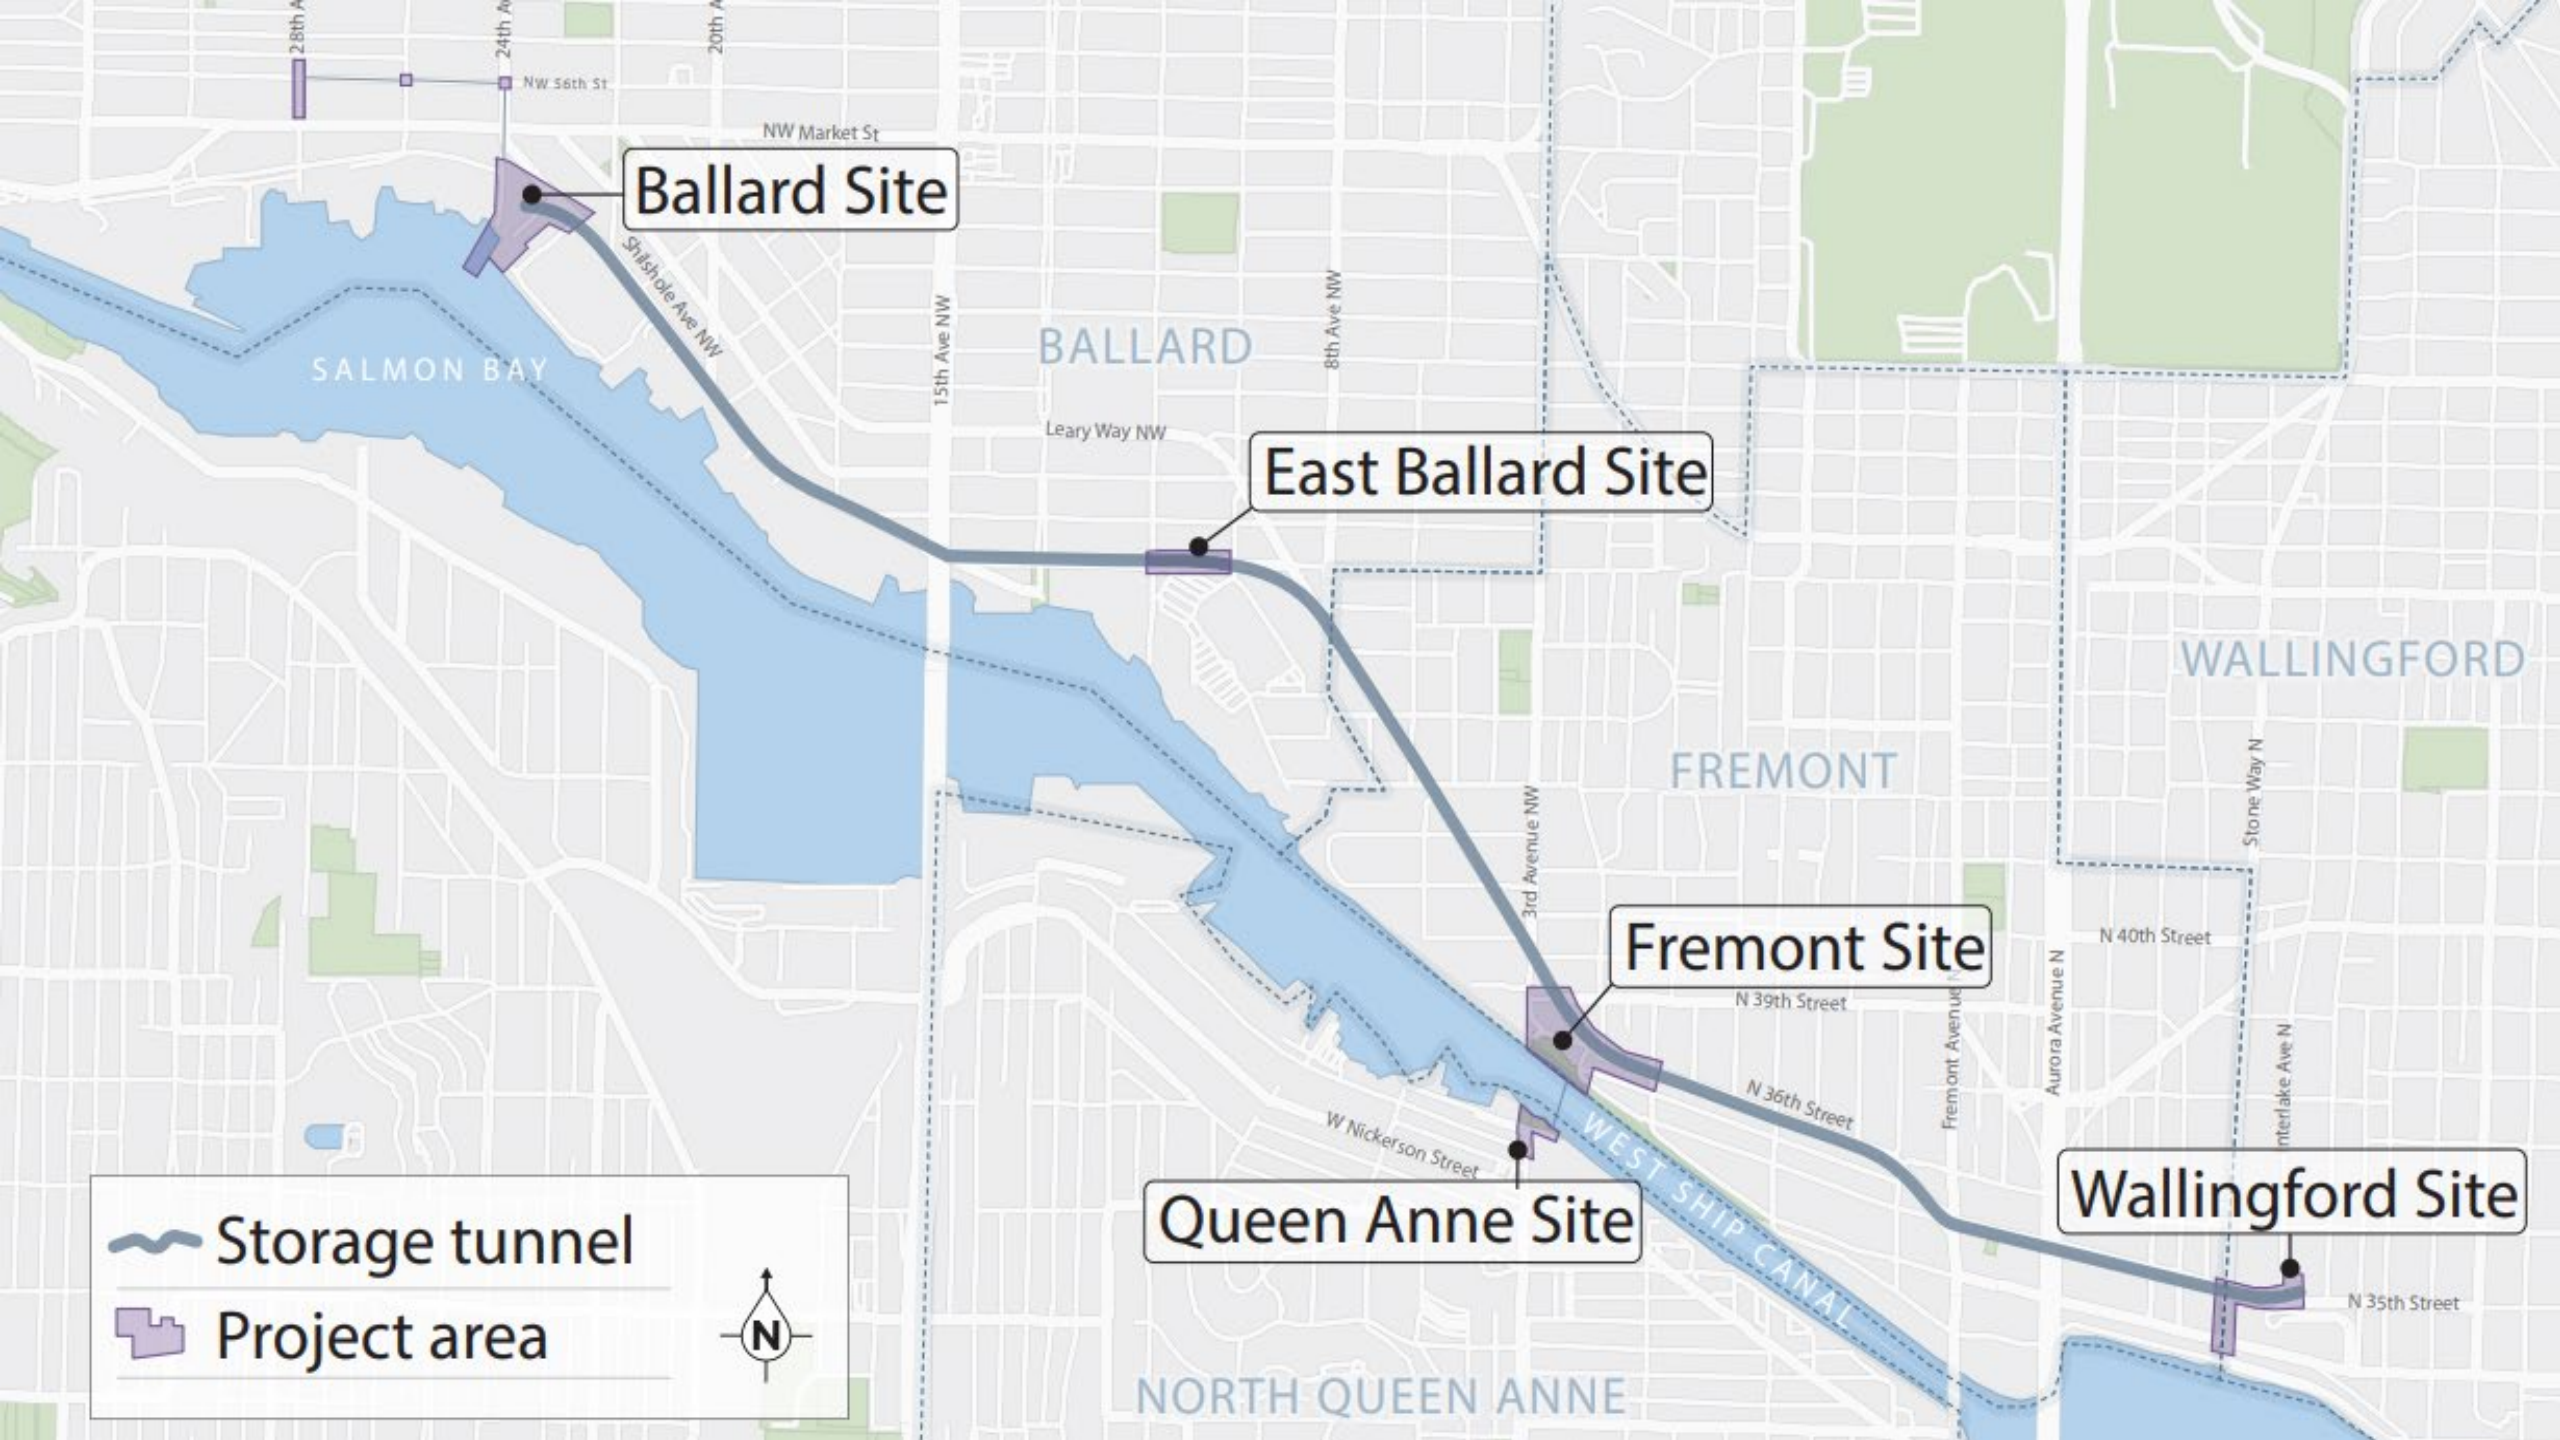 28th A
24th A
20th A
NW 56th St
NW Market St
Ballard Site
Shilshole Ave NW
15th Ave NW
BALLARD
8th Ave NW
SALMON BAY
Leary Way NW
East Ballard Site
WALLINGFORD
FREMONT
Stone Way N
3rd Avenue NW
N 40th Street
Fremont Site
N 39th Street
Fremont Avenue N
Aurora Avenue N
nterlake Ave N
N 36th Street
W Nickerson Street
WEST SHIP CANAL
Queen Anne Site
Wallingford Site
N 35th Street
NORTH QUEEN ANNE
Storage tunnel
Project area
N